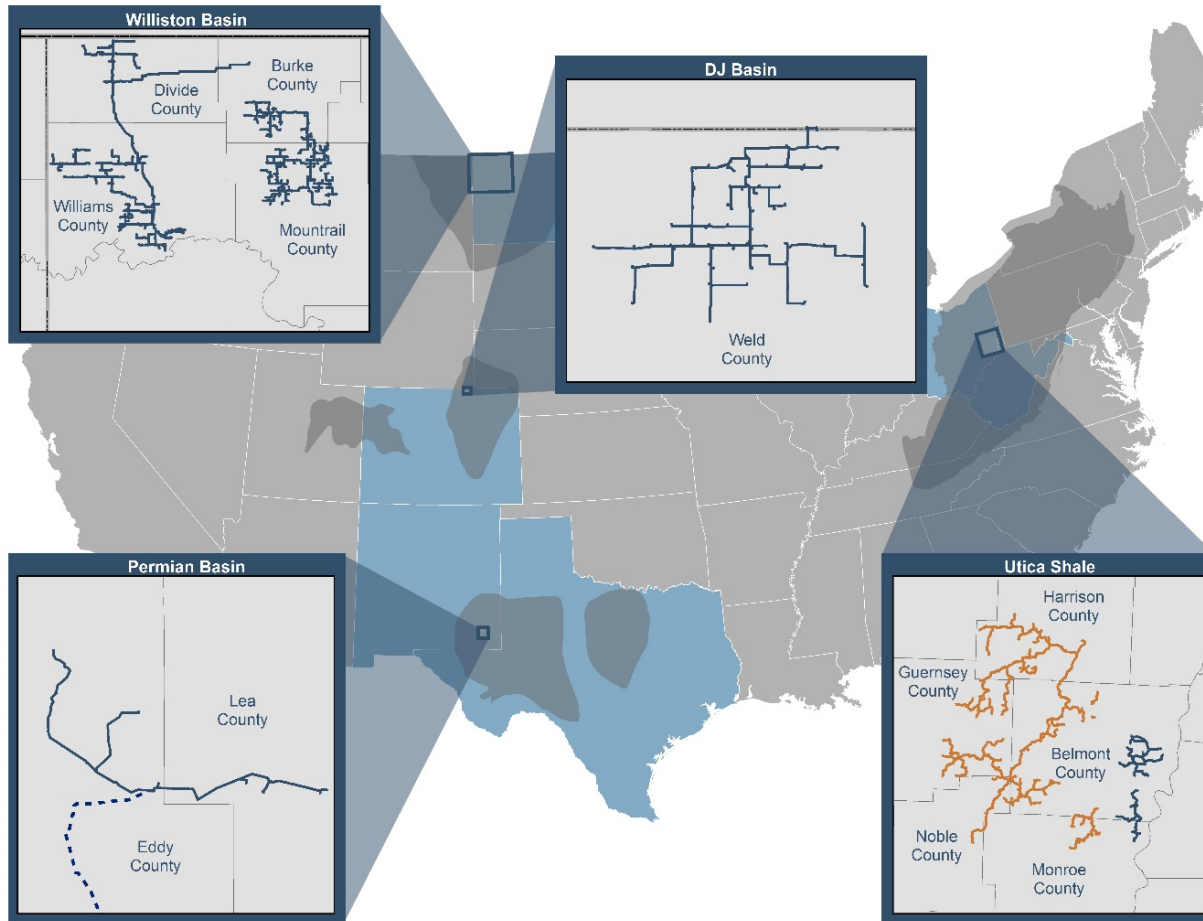 Williston Basin
Burke
County
Divide
County
Williams
County
Mountrail
County
DJ Basin
Weld
County
Permian Basin
Lea
County
Eddy
County
Utica Shale
Harrison
County
Guernsey
County
Belmont
County
Noble
County
Monroe
County